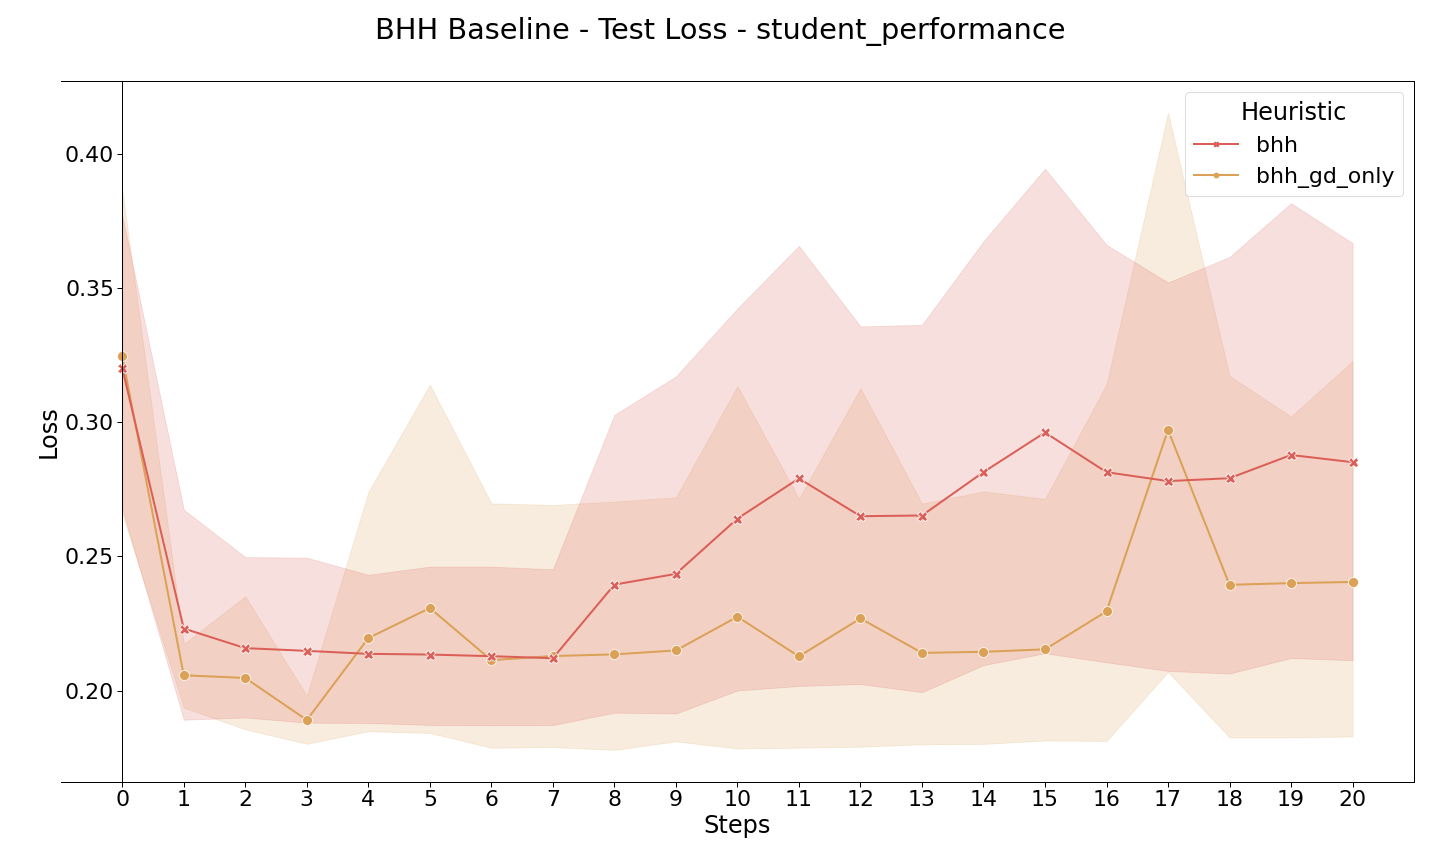 BHH Baseline - Test Loss - student_performance
Heuristic
bhh
bhh_gd_only
Loss
0.40
0.35
0.30
0.25
0.20
0 1 2 3 4 5 6 7 8 9 10 11 12 13 14 15 16 17 18 19 20
Steps